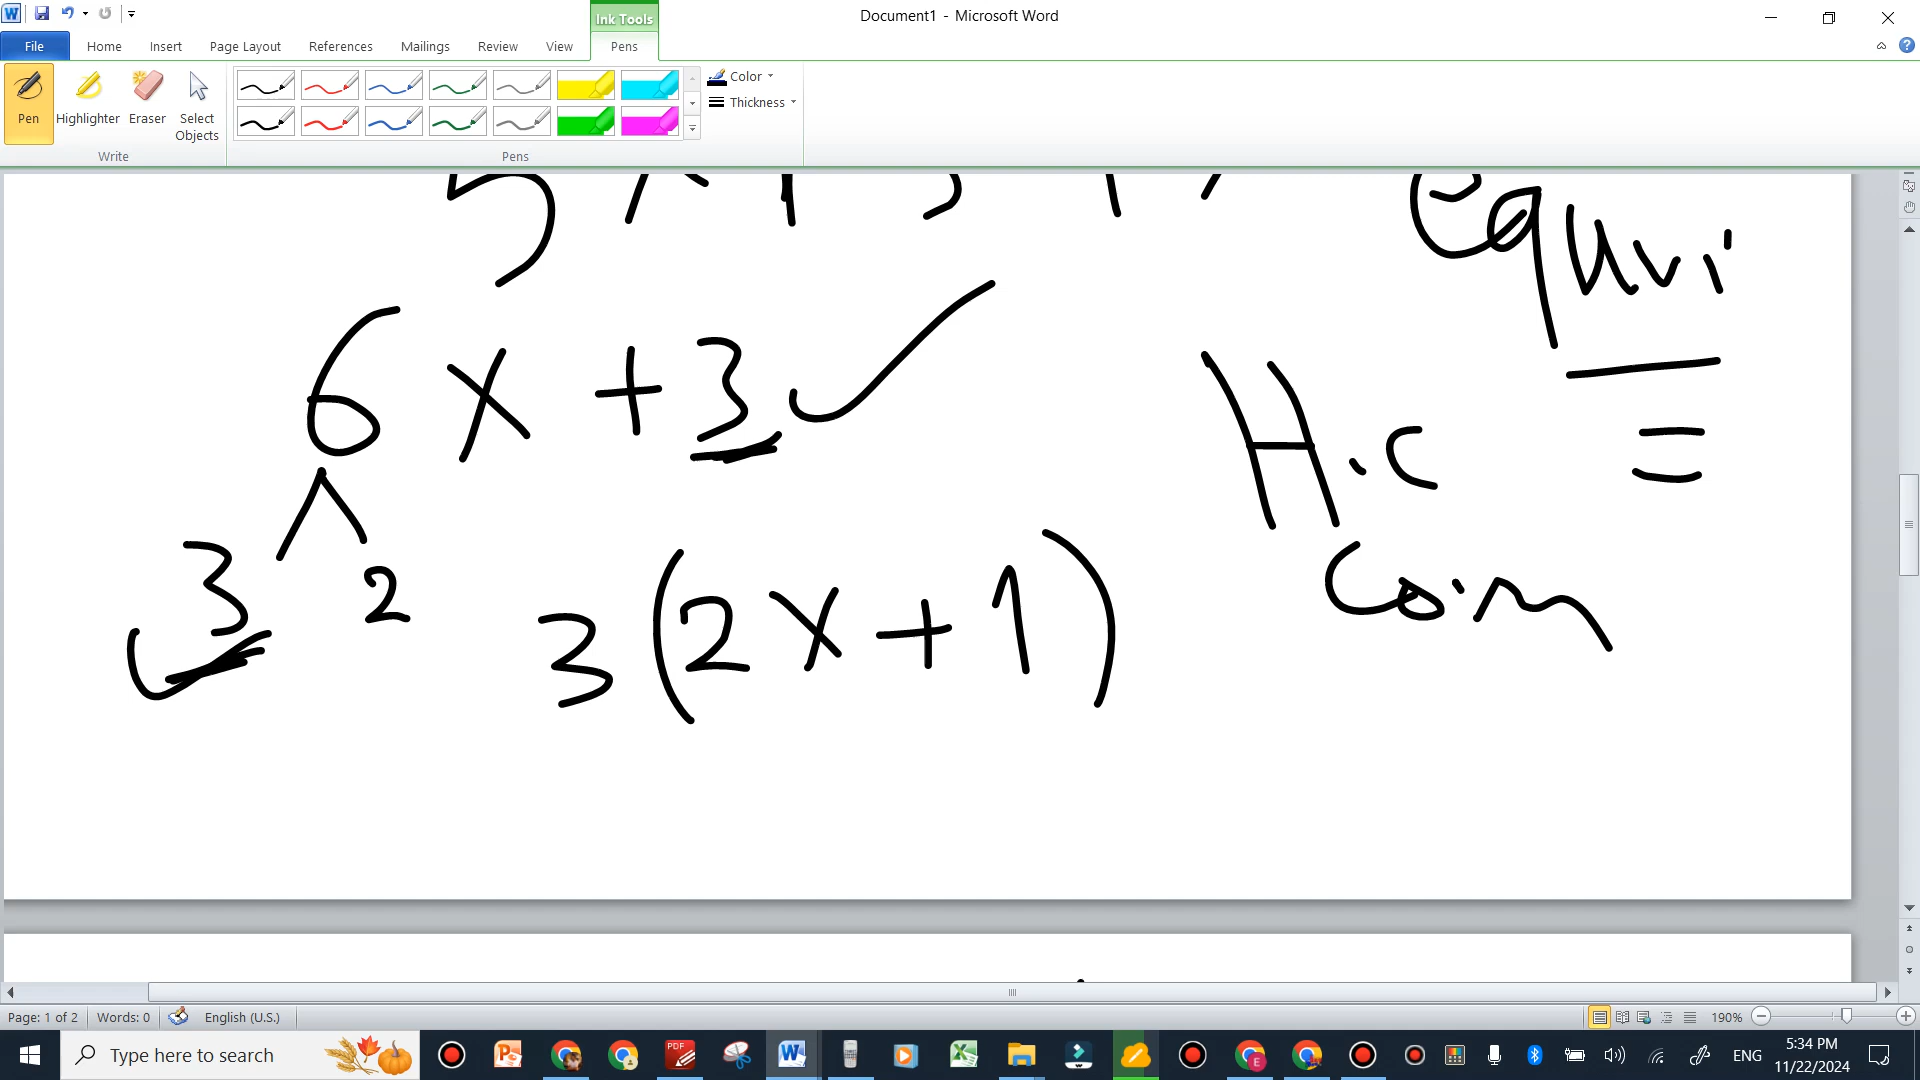 Document1 - Microsoft Word
Ink Tools
File Home Insert Page Layout References Mailings Review View Pens
Pen Highlighter Eraser Select Objects
Color
Thickness
Write Pens
equi
6x + 3
H.C
=
3 2
3(2x + 1)
Com
Page: 1 of 2 Words: 0 English (U.S.) 190%
Type here to search
ENG
5:34 PM
11/22/2024